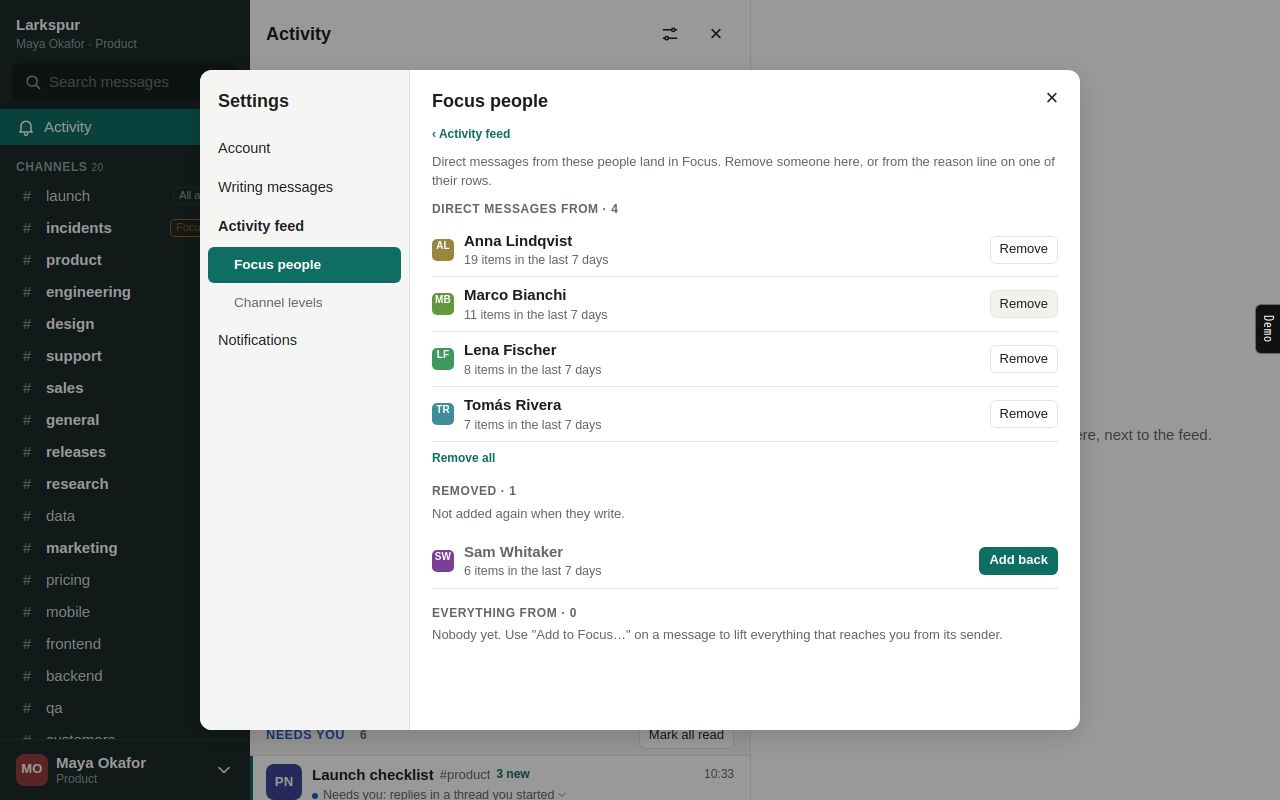 Larkspur
Maya Okafor · Product
Search messages
Activity
CHANNELS 20
# launch
# incidents
# product
# engineering
# design
# support
# sales
# general
# releases
# research
# data
# marketing
# pricing
# mobile
# frontend
# backend
# qa
# customers
MO Maya Okafor
Product
Activity
Settings
Account
Writing messages
Activity feed
Focus people
Channel levels
Notifications
Focus people
‹ Activity feed
Direct messages from these people land in Focus. Remove someone here, or from the reason line on one of
their rows.
DIRECT MESSAGES FROM · 4
AL Anna Lindqvist
19 items in the last 7 days
Remove
MB Marco Bianchi
11 items in the last 7 days
Remove
LF Lena Fischer
8 items in the last 7 days
Remove
TR Tomás Rivera
7 items in the last 7 days
Remove
Remove all
REMOVED · 1
Not added again when they write.
SW Sam Whitaker
6 items in the last 7 days
Add back
EVERYTHING FROM · 0
Nobody yet. Use "Add to Focus…" on a message to lift everything that reaches you from its sender.
NEEDS YOU 6
Mark all read
PN Launch checklist #product 3 new 10:33
Needs you: replies in a thread you started
next to the feed.
Demo